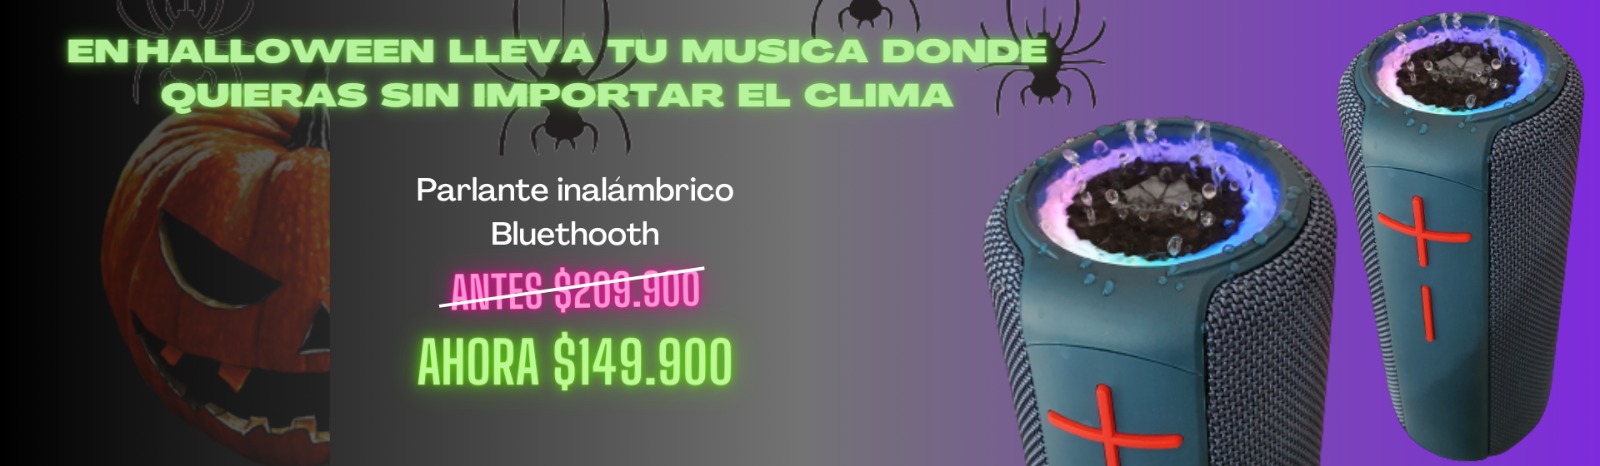 EN HALLOWEEN LLEVA TU MUSICA DONDE
QUIERAS SIN IMPORTAR EL CLIMA
Parlante inalámbrico
Bluethooth
ANTES $209.900
AHORA $149.900